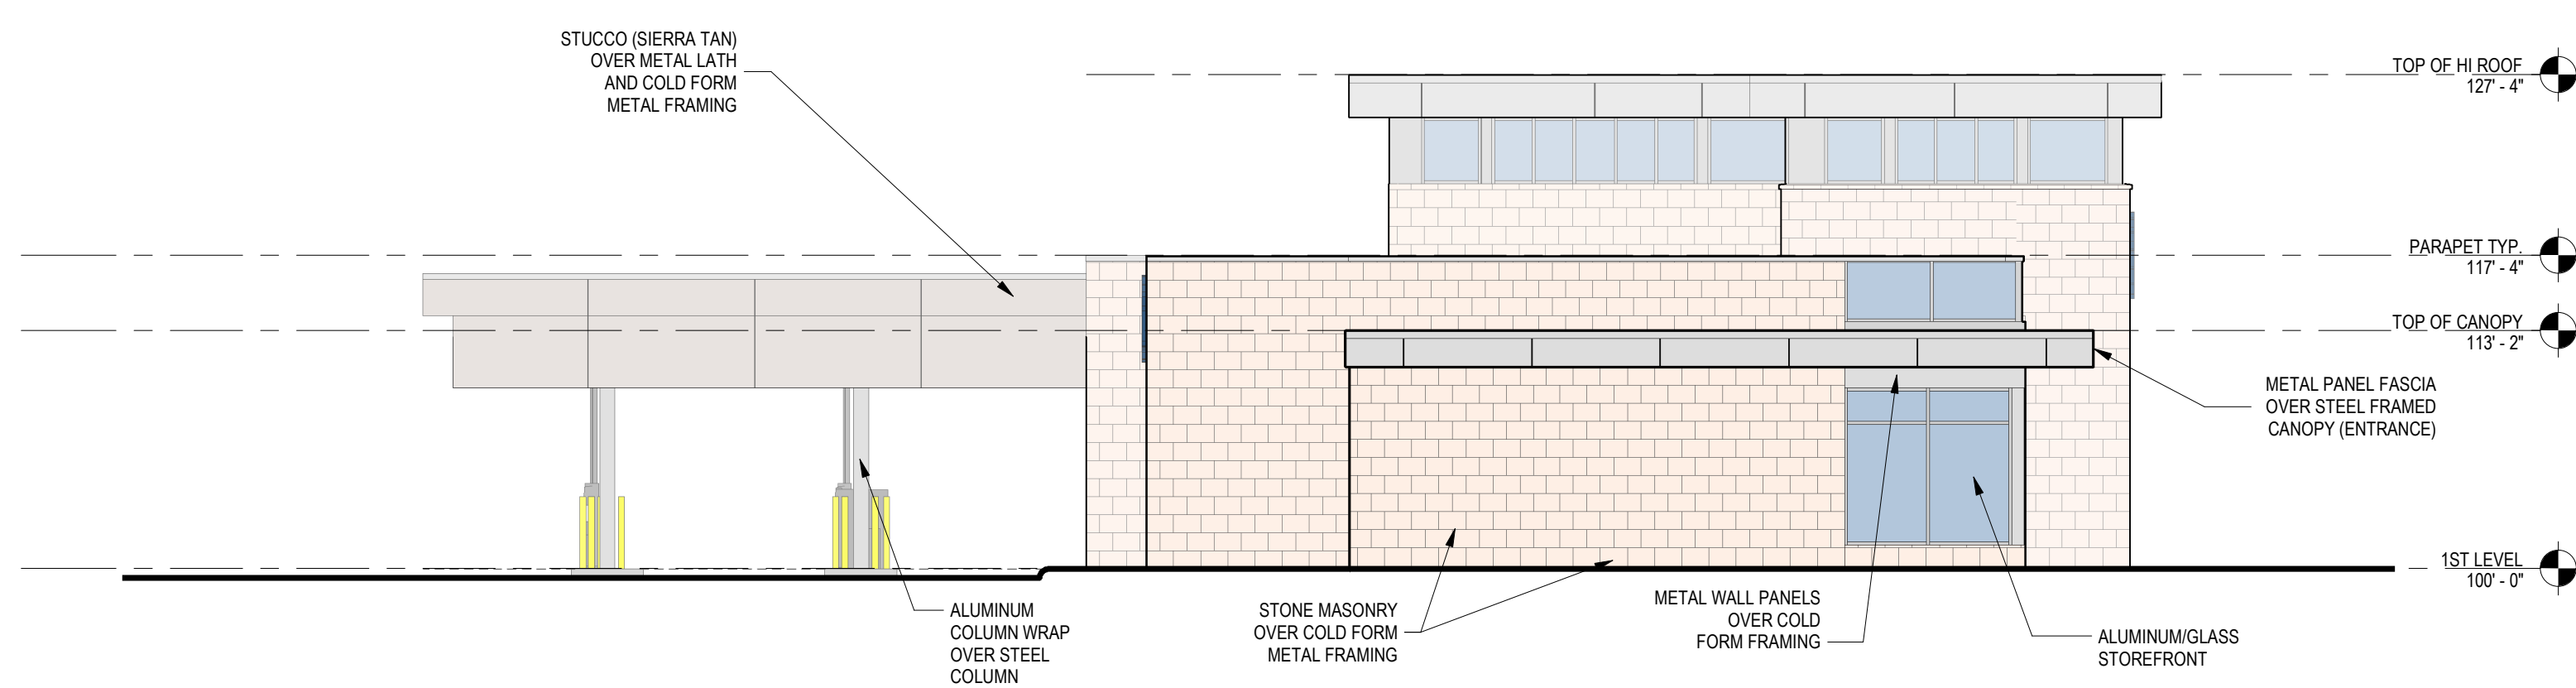 STUCCO (SIERRA TAN)
OVER METAL LATH
AND COLD FORM
METAL FRAMING
TOP OF HI ROOF
127' - 4"
PARAPET TYP.
117' - 4"
TOP OF CANOPY
113' - 2"
METAL PANEL FASCIA
OVER STEEL FRAMED
CANOPY (ENTRANCE)
1ST LEVEL
100' - 0"
ALUMINUM
COLUMN WRAP
OVER STEEL
COLUMN
STONE MASONRY
OVER COLD FORM
METAL FRAMING
METAL WALL PANELS
OVER COLD
FORM FRAMING
ALUMINUM/GLASS
STOREFRONT